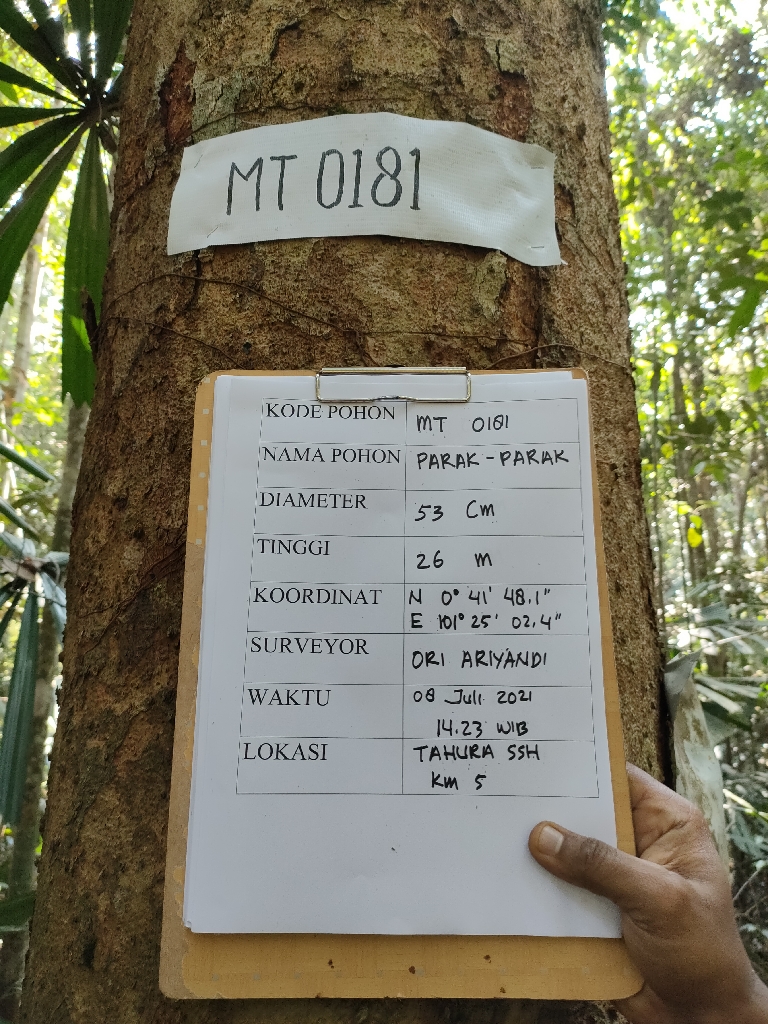 MT 0181
KODE POHON MT 0181
NAMA POHON PARAK - PARAK
DIAMETER 53 Cm
TINGGI 26 m
KOORDINAT N 0° 41' 48.1"
E 101° 25' 02,4"
SURVEYOR ORI ARIYANDI
WAKTU 08 Juli 2021
14.23 WIB
LOKASI TAHURA SSH
Km 5